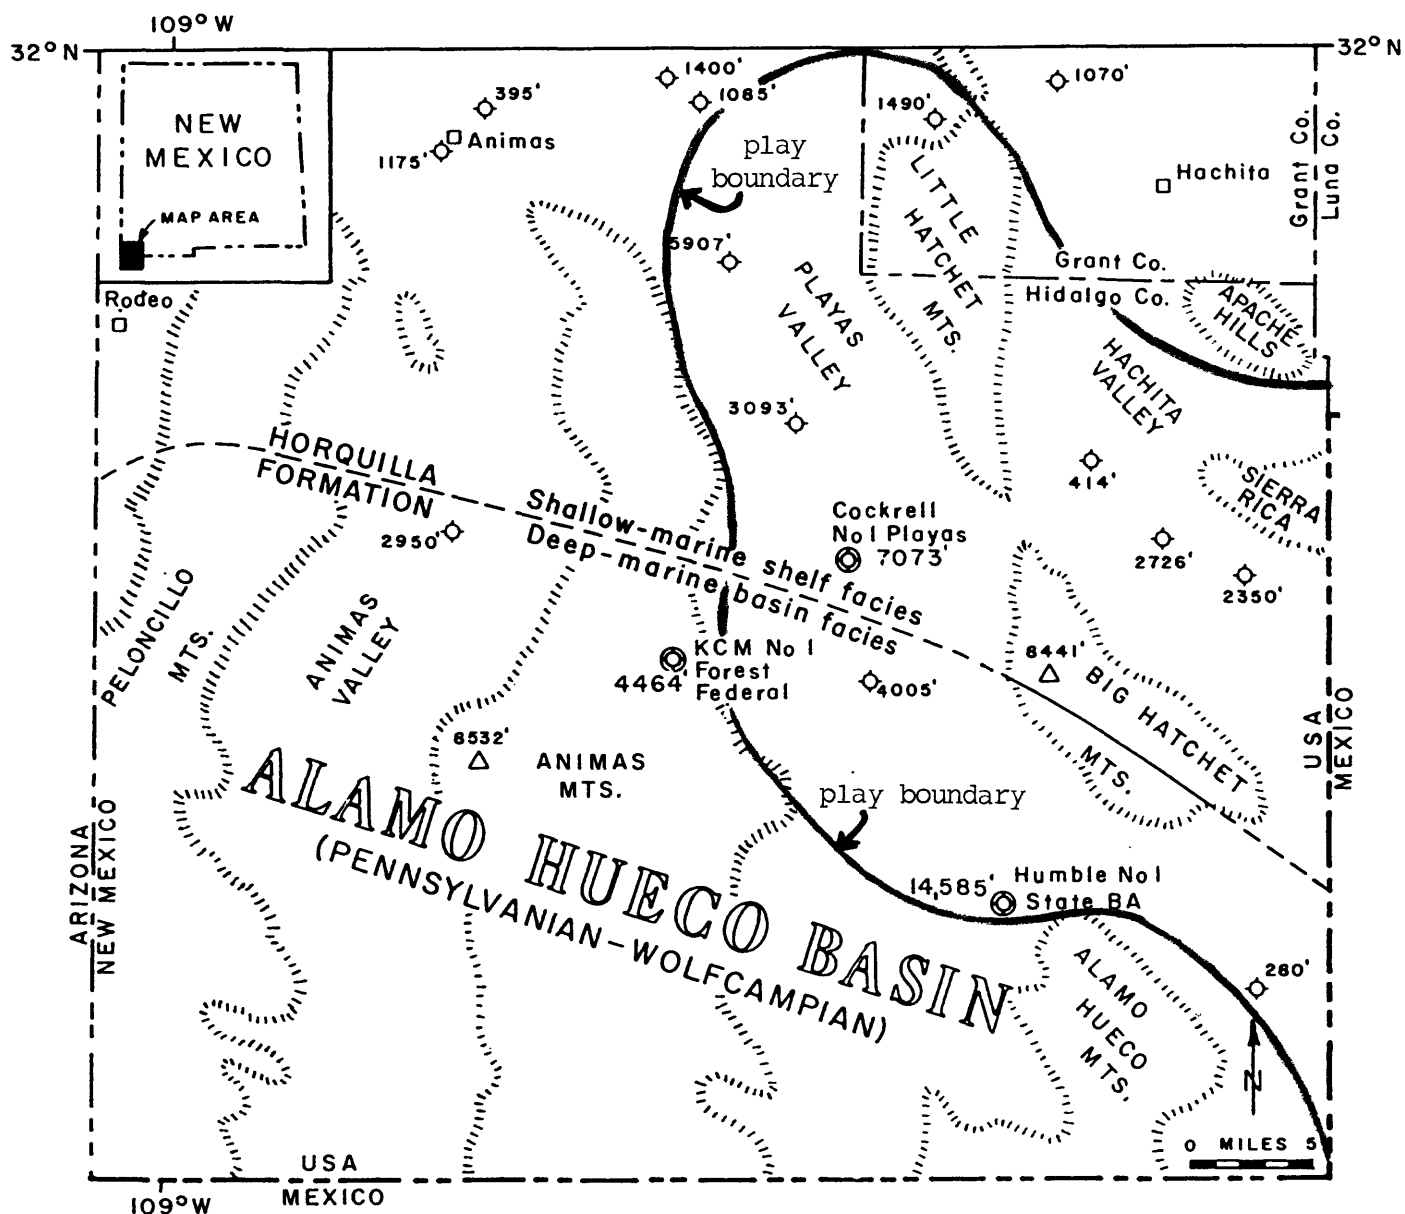 109° W
32° N
32° N
NEW
MEXICO
MAP AREA
395'
1175'
Animas
1400'
1085'
play
boundary
1490'
1070'
Hachita
Grant Co.
Luna Co.
5907'
PLAYAS
VALLEY
LITTLE
HATCHET
MTS.
Grant Co.
Hidalgo Co.
APACHE
HILLS
Rodeo
HACHITA
VALLEY
3093'
414'
SIERRA
RICA
HORQUILLA
FORMATION
2950'
Shallow-marine shelf facies
Deep-marine basin facies
Cockrell
No 1 Playas
7073'
2726'
2350'
PELONCILLO
MTS.
ANIMAS
VALLEY
KCM No 1
Forest
Federal
4464'
4005'
8441'
BIG HATCHET
MTS.
USA
MEXICO
8532'
ANIMAS
MTS.
play boundary
ALAMO HUECO BASIN
(PENNSYLVANIAN-WOLFCAMPIAN)
14,585'
Humble No 1
State BA
ARIZONA
NEW MEXICO
ALAMO
HUECO
MTS.
280'
N
0 MILES 5
USA
MEXICO
109° W